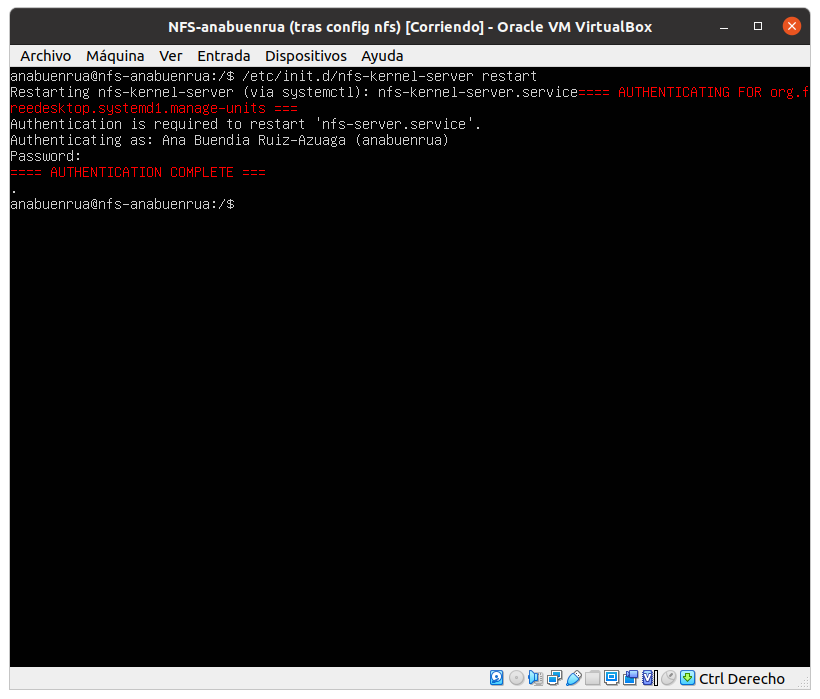 NFS-anabuenrua (tras config nfs) [Corriendo] - Oracle VM VirtualBox
Archivo Máquina Ver Entrada Dispositivos Ayuda
anabuenrua@nfs-anabuenrua:/$ /etc/init.d/nfs-kernel-server restart
Restarting nfs-kernel-server (via systemctl): nfs-kernel-server.service==== AUTHENTICATING FOR org.f
reedesktop.systemd1.manage-units ===
Authentication is required to restart 'nfs-server.service'.
Authenticating as: Ana Buendia Ruiz-Azuaga (anabuenrua)
Password:
==== AUTHENTICATION COMPLETE ===
.
anabuenrua@nfs-anabuenrua:/$
Ctrl Derecho